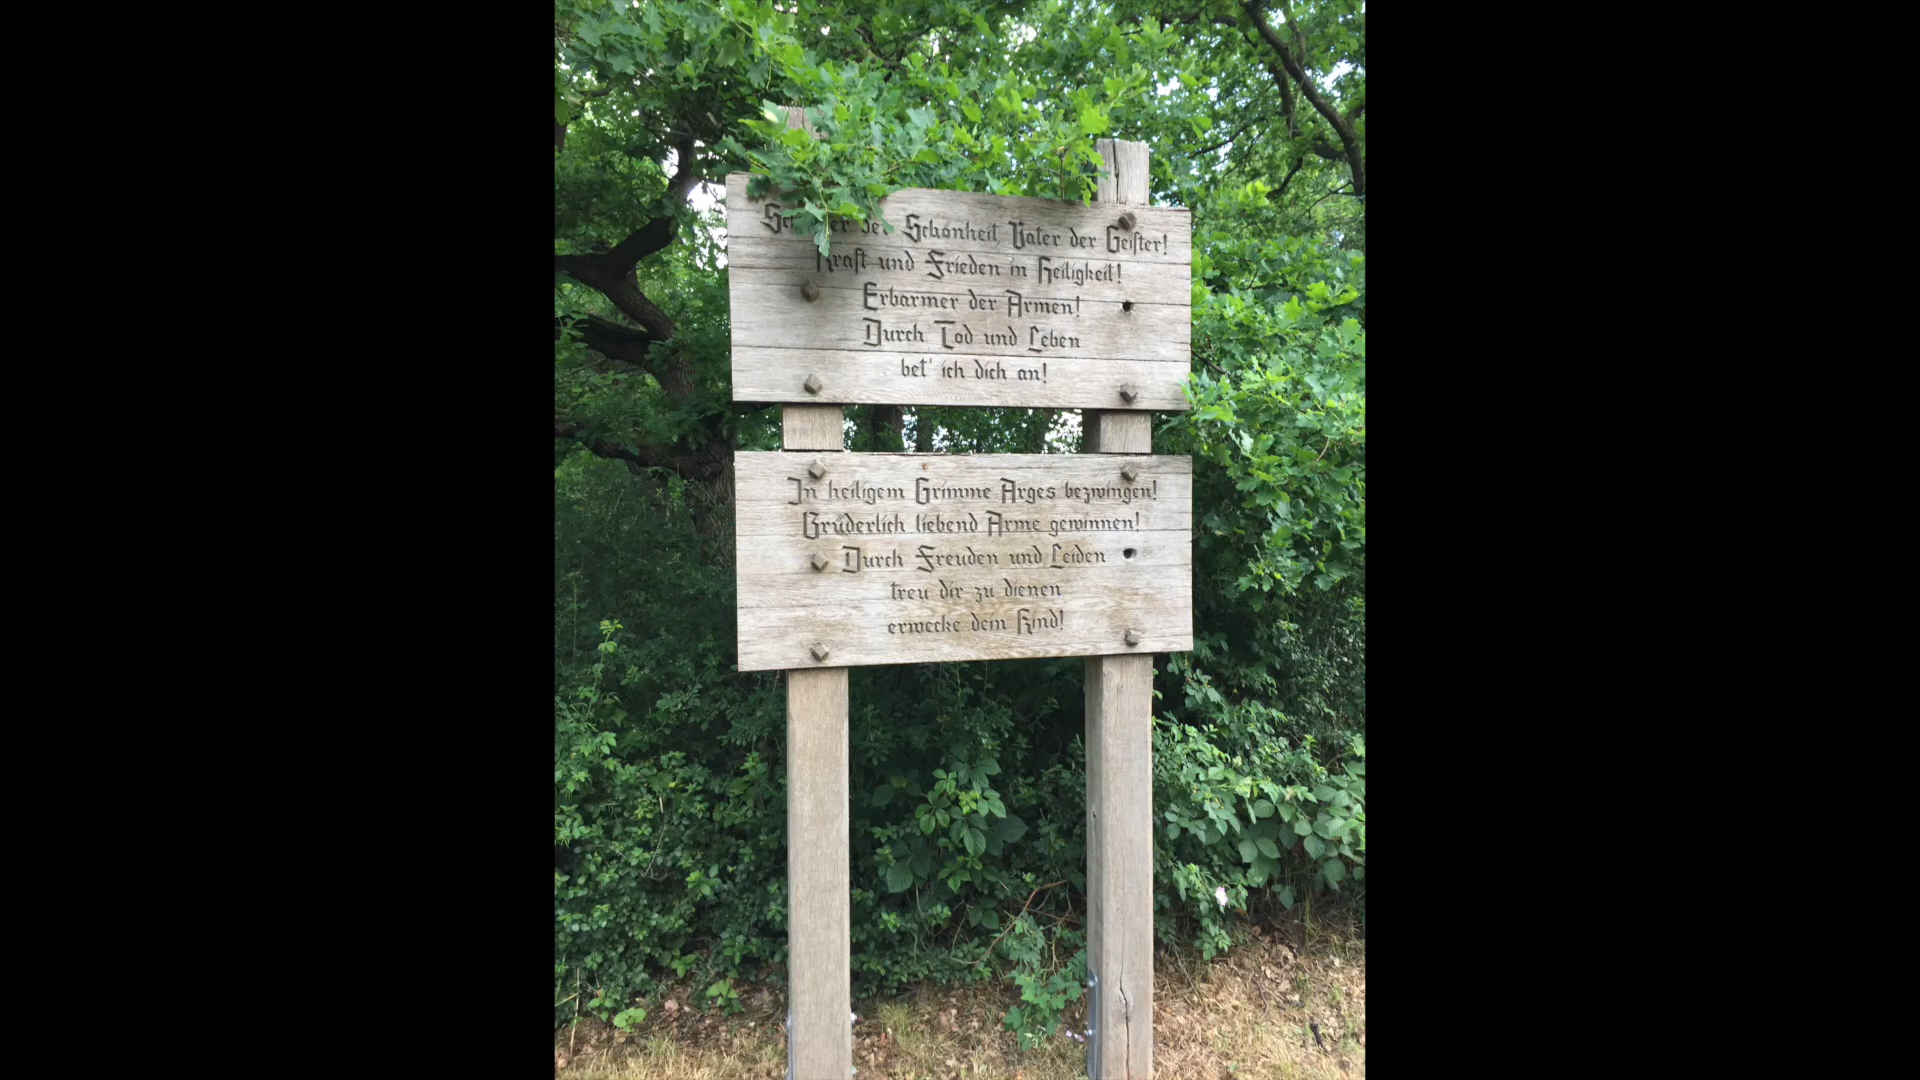 der Schönheit, Vater der Geister!
Kraft und Frieden in Heiligkeit!
Erbarmer der Armen!
Durch Tod und Leben
bet' ich dich an!
In heiligem Grimme Arges bezwingen!
Brüderlich liebend Arme gewinnen!
Durch Freuden und Leiden
treu dir zu dienen
erwecke dein Kind!